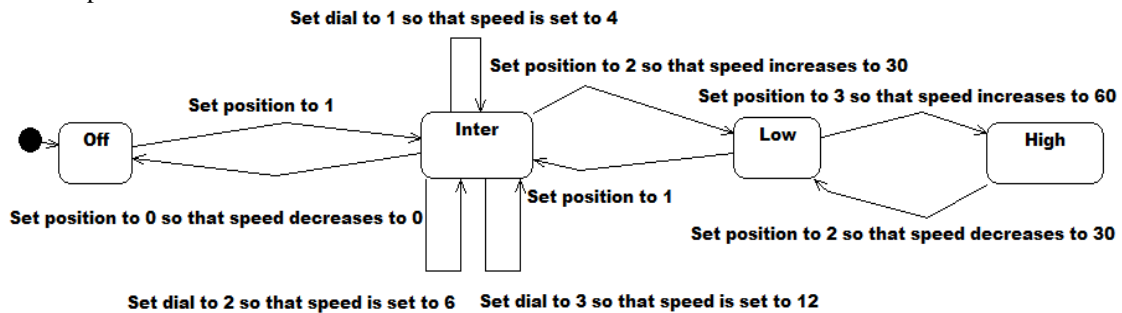 Set dial to 1 so that speed is set to 4
Set position to 2 so that speed increases to 30
Set position to 3 so that speed increases to 60
Set position to 1
Off
Inter
Low
High
Set position to 1
Set position to 0 so that speed decreases to 0
Set position to 2 so that speed decreases to 30
Set dial to 2 so that speed is set to 6
Set dial to 3 so that speed is set to 12